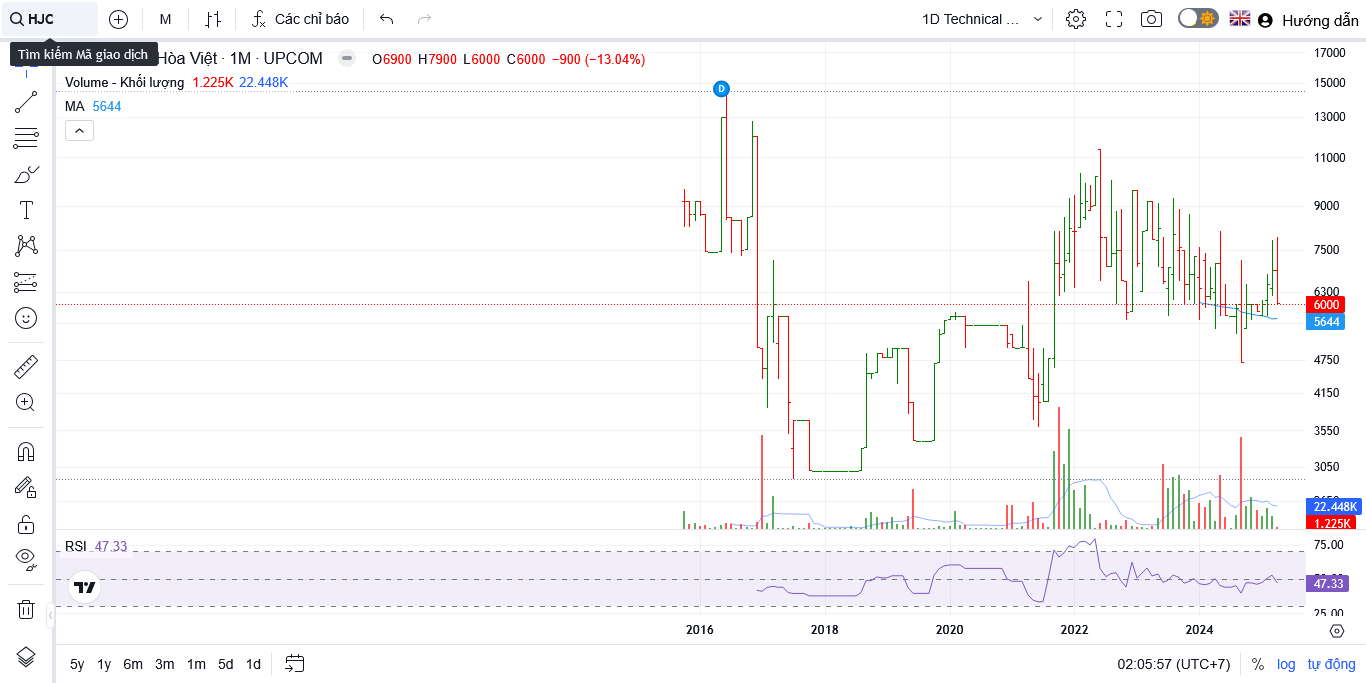 HJC
M
Các chỉ báo
1D Technical ...
Hướng dẫn
Tìm kiếm Mã giao dịch
Hòa Việt · 1M · UPCOM
O6900 H7900 L6000 C6000 −900 (−13.04%)
Volume - Khối lượng 1.225K 22.448K
MA 5644
D
17000
15000
13000
11000
9000
7500
6300
6000
5644
4750
4150
3550
3050
22.448K
1.225K
RSI 47.33
75.00
47.33
25.00
2016 2018 2020 2022 2024
5y 1y 6m 3m 1m 5d 1d
02:05:57 (UTC+7) % log tự động